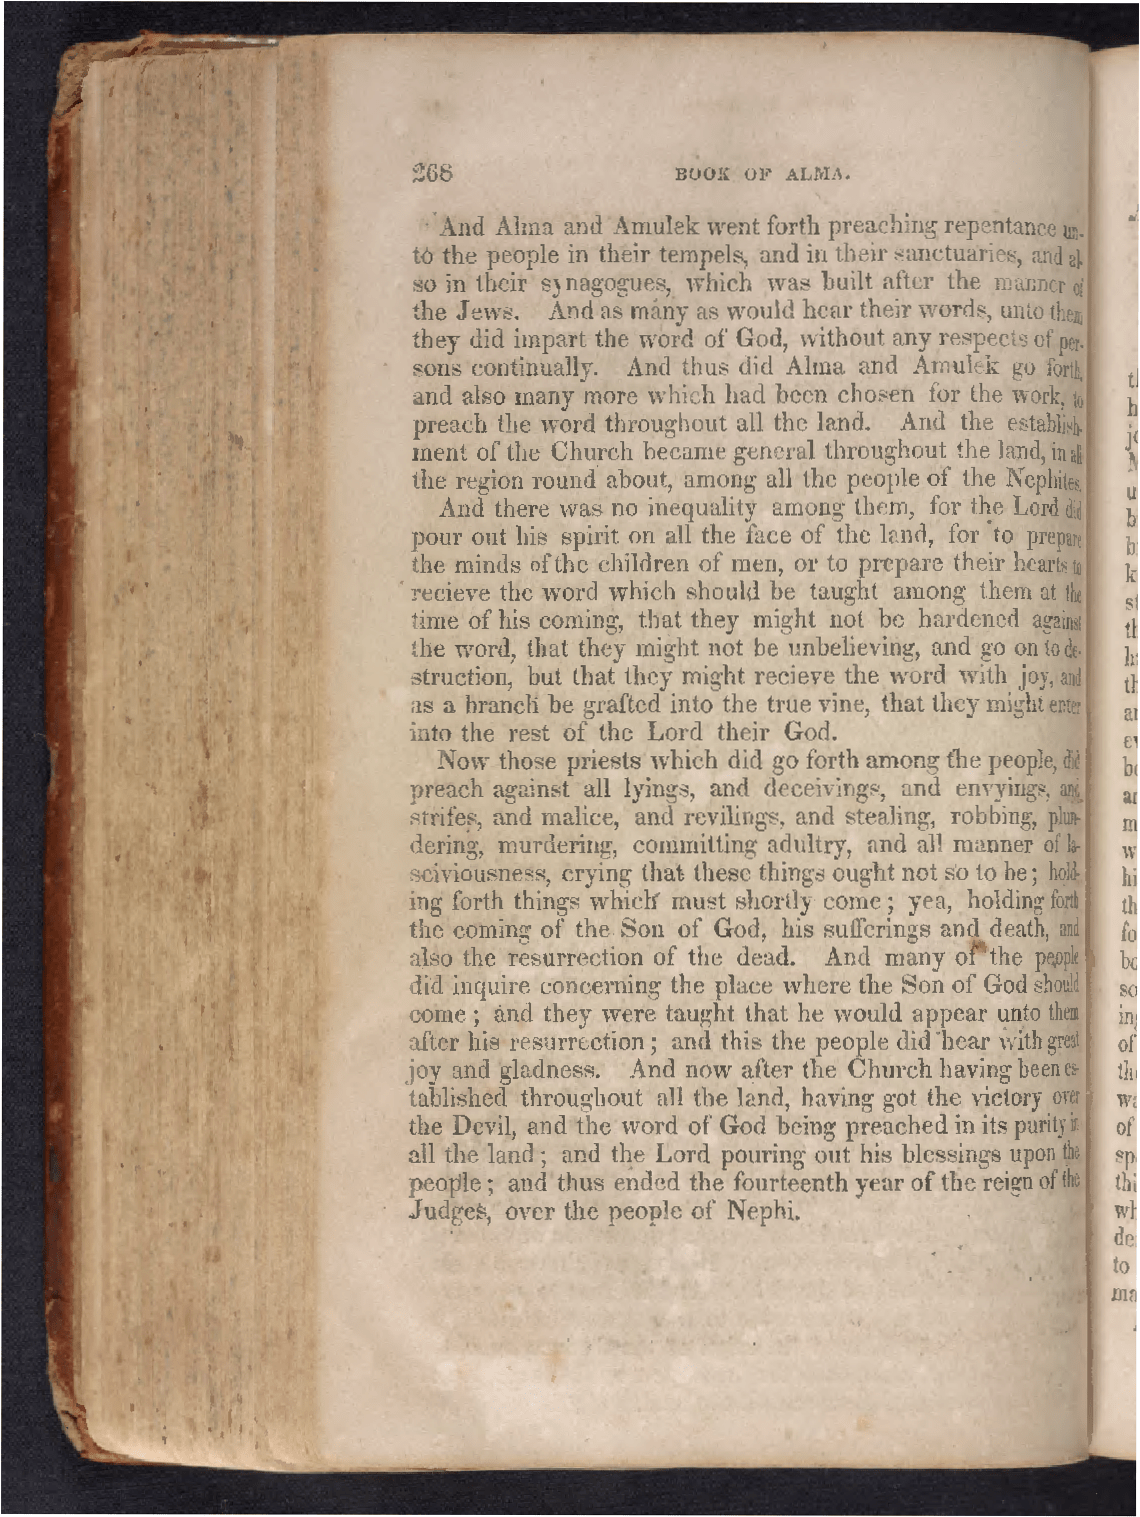 268 BOOK OF ALMA.
And Alma and Amulek went forth preaching repentance un-
to the people in their tempels, and in their sanctuaries, and al-
so in their synagogues, which was built after the manner of
the Jews. And as many as would hear their words, unto them
they did impart the word of God, without any respects of per-
sons continually. And thus did Alma and Amulek go forth,
and also many more which had been chosen for the work, to
preach the word throughout all the land. And the establish-
ment of the Church became general throughout the land, in all
the region round about, among all the people of the Nephites.
And there was no inequality among them, for the Lord did
pour out his spirit on all the face of the land, for to prepare
the minds of the children of men, or to prepare their hearts to
recieve the word which should be taught among them at the
time of his coming, that they might not be hardened against
the word, that they might not be unbelieving, and go on to de-
struction, but that they might recieve the word with joy, and
as a branch be grafted into the true vine, that they might enter
into the rest of the Lord their God.
Now those priests which did go forth among the people, did
preach against all lyings, and deceivings, and envyings, and
strifes, and malice, and revilings, and stealing, robbing, plun-
dering, murdering, committing adultry, and all manner of la-
sciviousness, crying that these things ought not so to be; hold-
ing forth things which must shortly come; yea, holding forth
the coming of the Son of God, his sufferings and death, and
also the resurrection of the dead. And many of the people
did inquire concerning the place where the Son of God should
come; and they were taught that he would appear unto them
after his resurrection; and this the people did hear with great
joy and gladness. And now after the Church having been es-
tablished throughout all the land, having got the victory over
the Devil, and the word of God being preached in its purity in
all the land; and the Lord pouring out his blessings upon the
people; and thus ended the fourteenth year of the reign of the
Judges, over the people of Nephi.